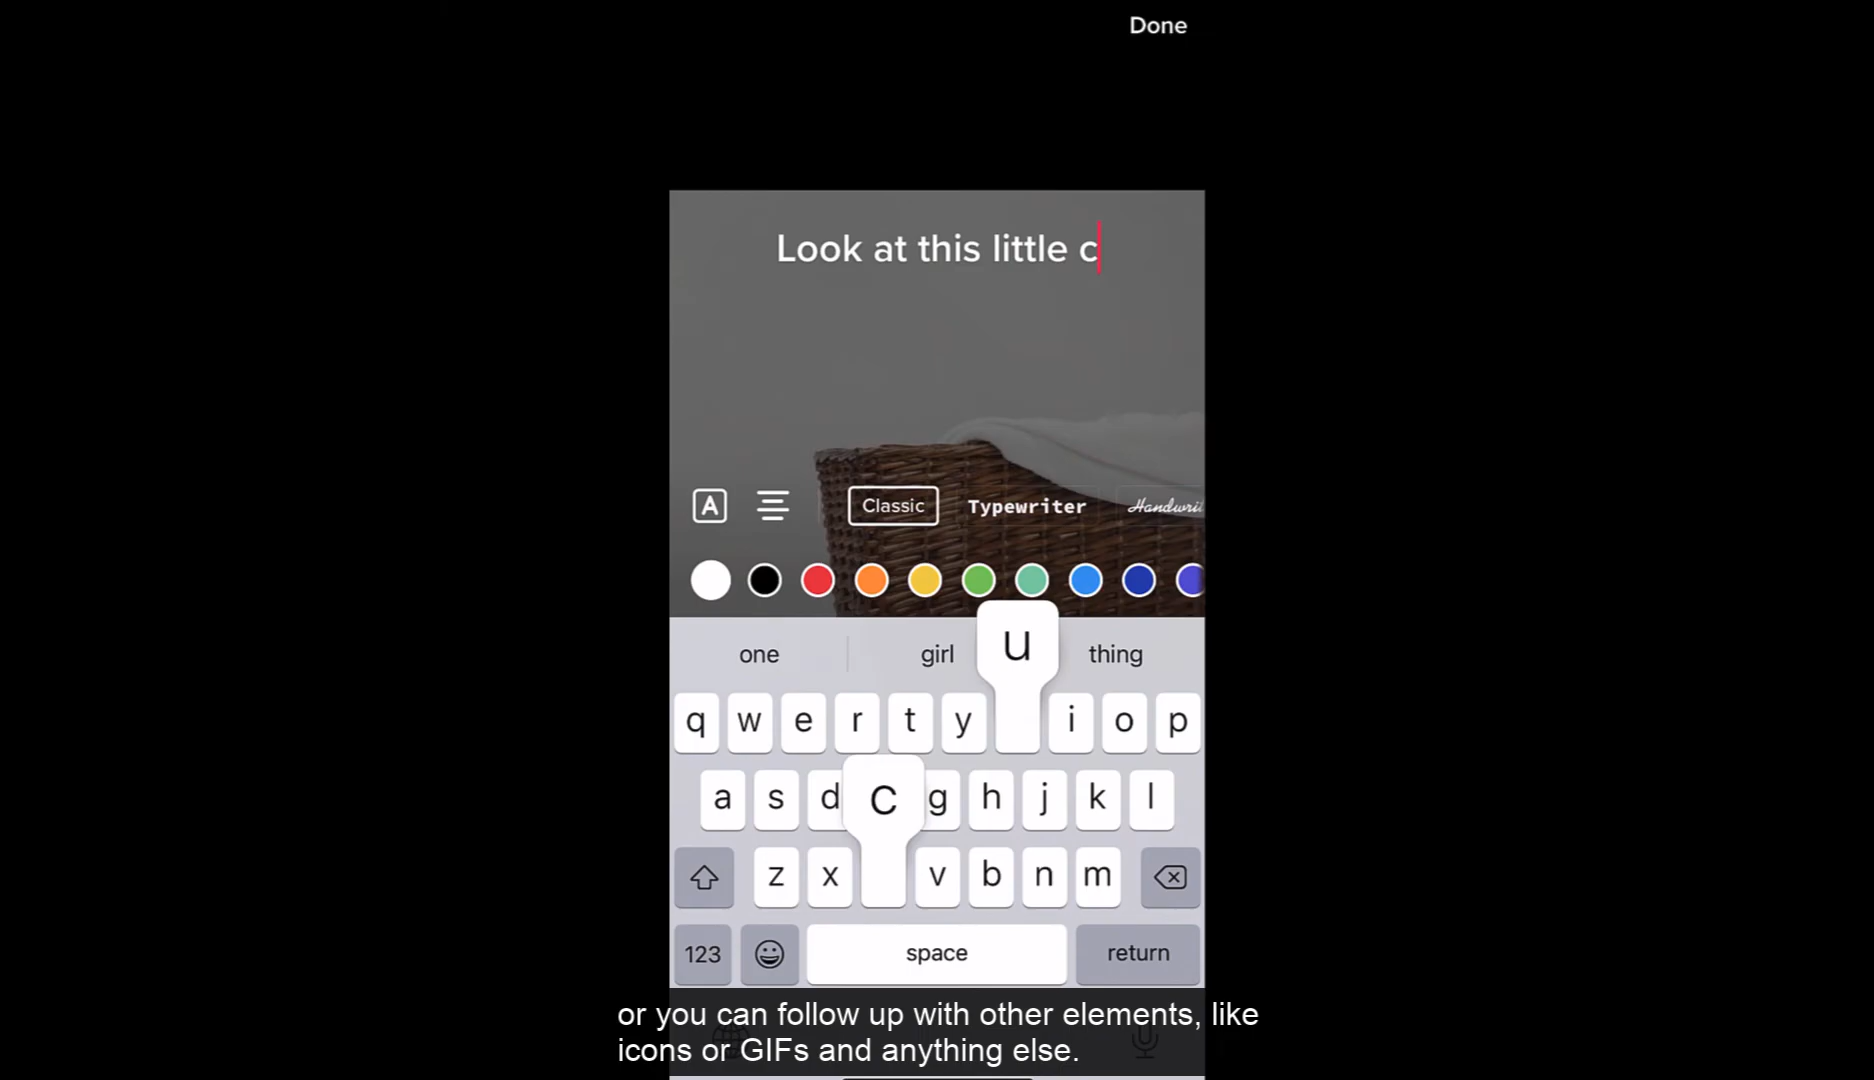 Done
Look at this little c
A
Classic Typewriter Handwri
one girl thing
u
q w e r t y i o p
c
a s d g h j k l
z x v b n m
123 space return
or you can follow up with other elements, like
icons or GIFs and anything else.